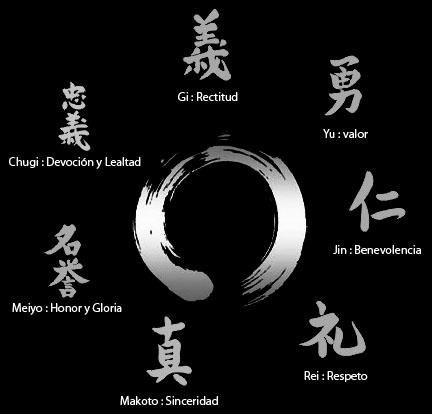 義
Gi : Rectitud
勇
Yu : valor
仁
Jin : Benevolencia
礼
Rei : Respeto
真
Makoto : Sinceridad
名
誉
Meiyo : Honor y Gloria
忠
義
Chugi : Devoción y Lealtad